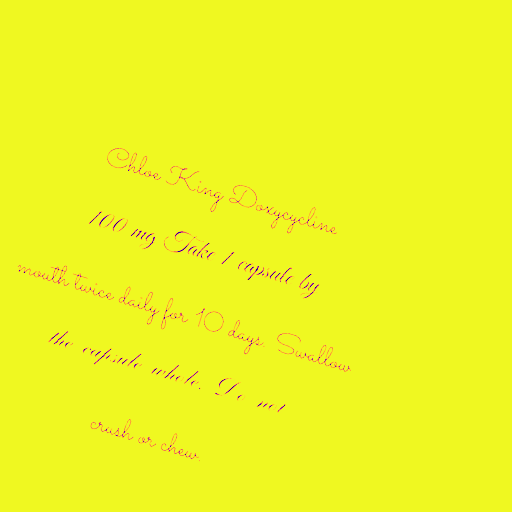 Chloe King Doxycycline
100 mg Take 1 capsule by
mouth twice daily for 10 days. Swallow
the capsule whole. Do not
crush or chew.